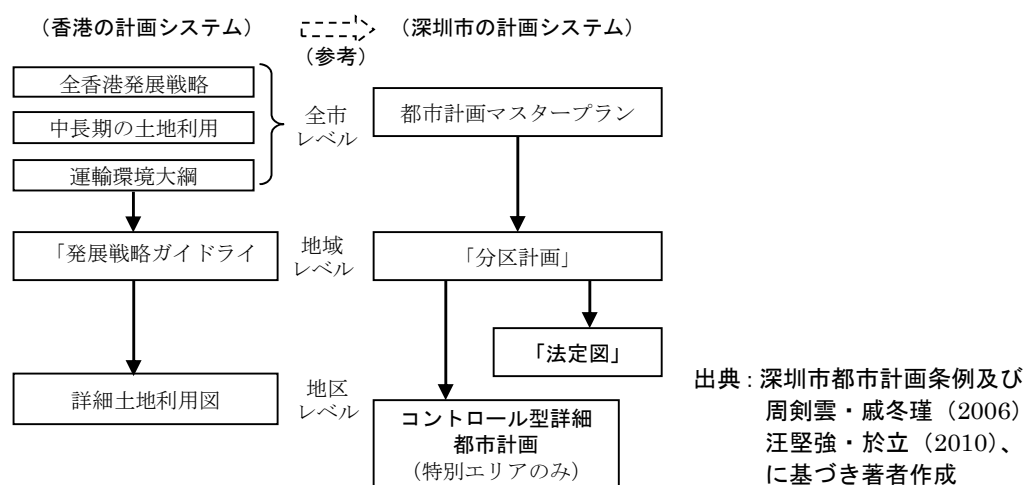 （香港の計画システム）
（参考）
（深圳市の計画システム）
全香港発展戦略
中長期の土地利用
運輸環境大綱
全市
レベル
都市計画マスタープラン
「発展戦略ガイドライ
地域
レベル
「分区計画」
「法定図」
詳細土地利用図
地区
レベル
コントロール型詳細
都市計画
（特別エリアのみ）
出典：深圳市都市計画条例及び
周剣雲・戚冬瑾（2006）
汪堅強・於立（2010）、
に基づき著者作成